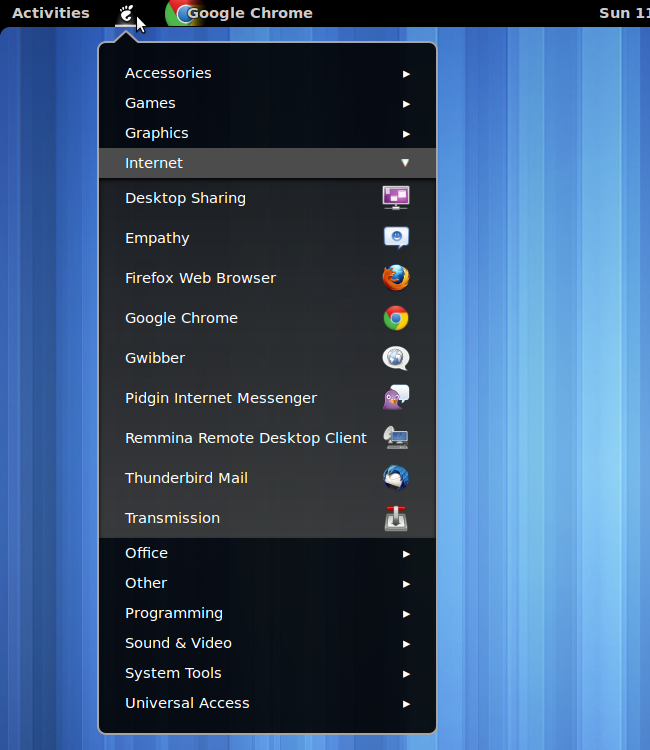 Activities Google Chrome Sun 11
Accessories
Games
Graphics
Internet
Desktop Sharing
Empathy
Firefox Web Browser
Google Chrome
Gwibber
Pidgin Internet Messenger
Remmina Remote Desktop Client
Thunderbird Mail
Transmission
Office
Other
Programming
Sound & Video
System Tools
Universal Access